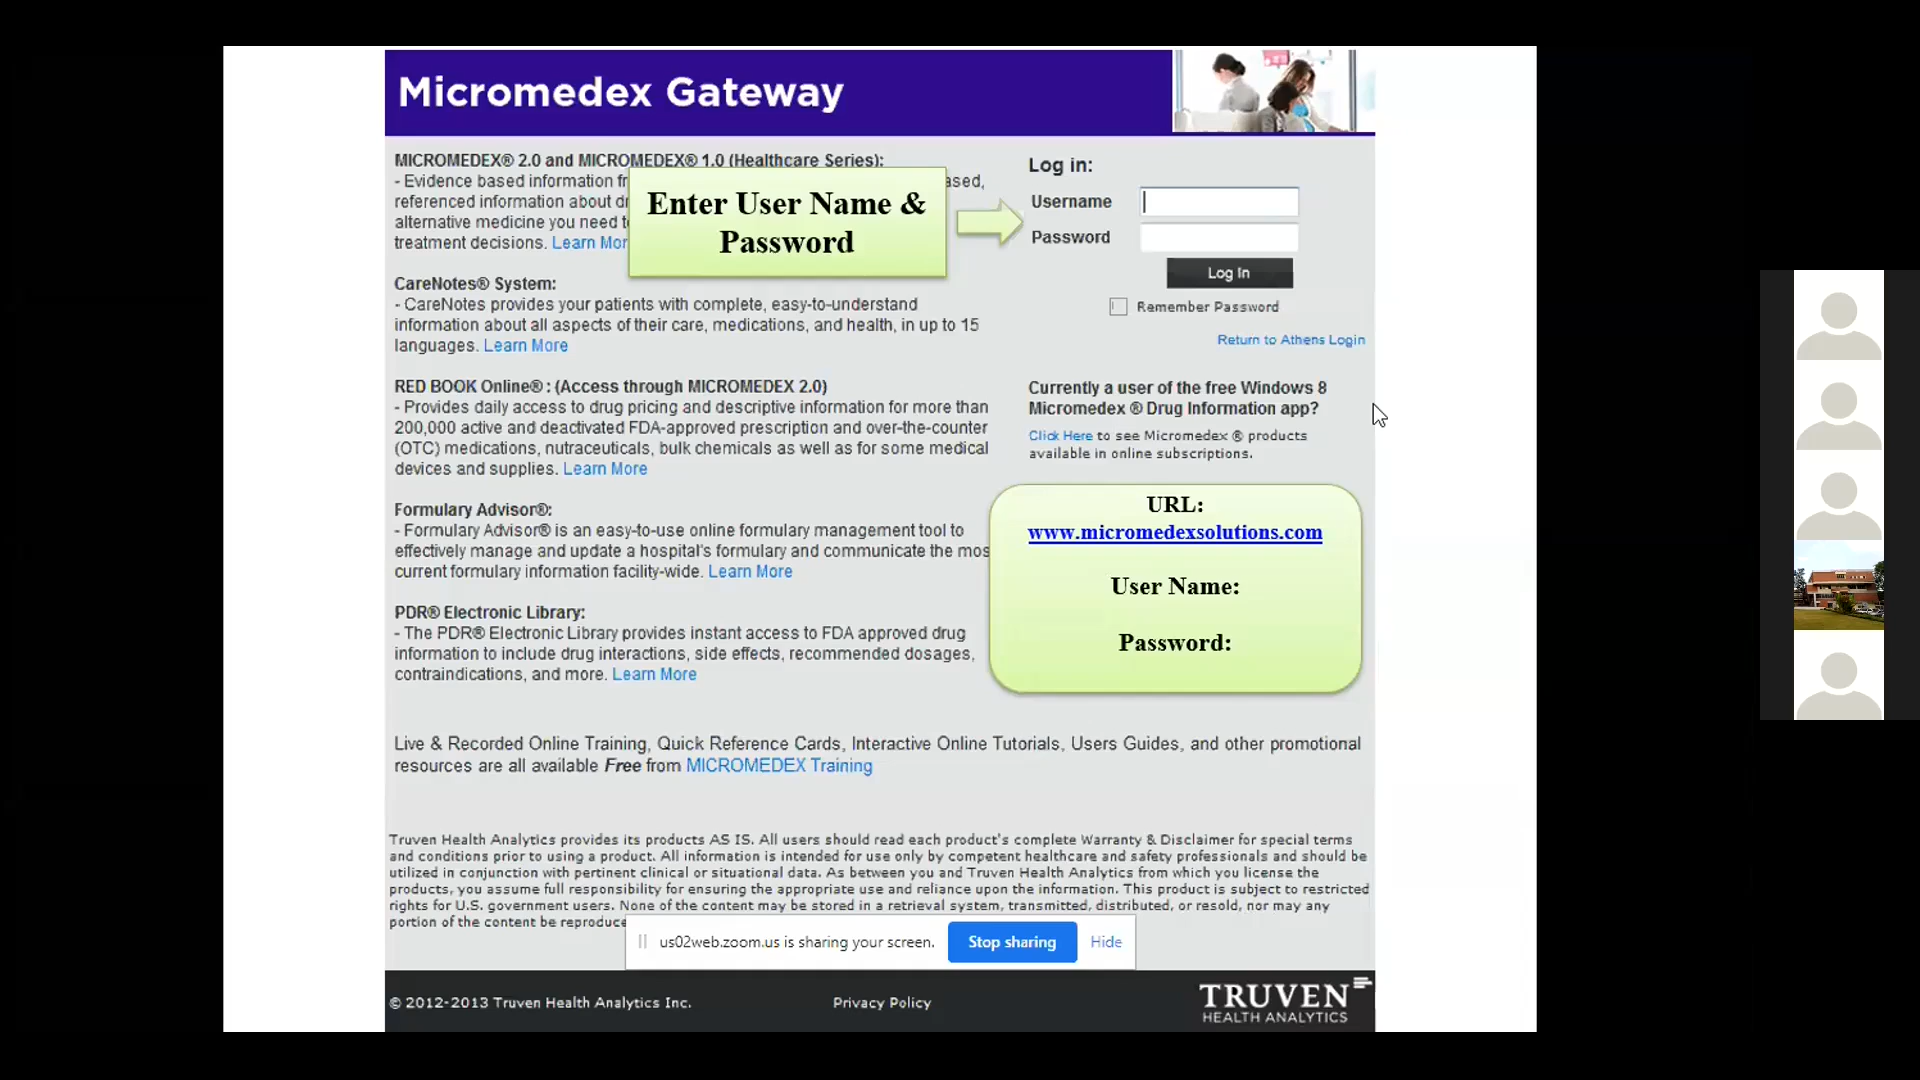 Micromedex Gateway
MICROMEDEX® 2.0 and MICROMEDEX® 1.0 (Healthcare Series):
- Evidence based information ased,
referenced information about
alternative medicine you need
treatment decisions. Learn Mor
Enter User Name &
Password
CareNotes® System:
- CareNotes provides your patients with complete, easy-to-understand
information about all aspects of their care, medications, and health, in up to 15
languages. Learn More
RED BOOK Online® : (Access through MICROMEDEX 2.0)
- Provides daily access to drug pricing and descriptive information for more than
200,000 active and deactivated FDA-approved prescription and over-the-counter
(OTC) medications, nutraceuticals, bulk chemicals as well as for some medical
devices and supplies. Learn More
Formulary Advisor®:
- Formulary Advisor® is an easy-to-use online formulary management tool to
effectively manage and update a hospital's formulary and communicate the mos
current formulary information facility-wide. Learn More
PDR® Electronic Library:
- The PDR® Electronic Library provides instant access to FDA approved drug
information to include drug interactions, side effects, recommended dosages,
contraindications, and more. Learn More
Log in:
Username
Password
Log In
Remember Password
Return to Athens Login
Currently a user of the free Windows 8
Micromedex ® Drug Information app?
Click Here to see Micromedex ® products
available in online subscriptions.
URL:
www.micromedexsolutions.com
User Name:
Password:
Live & Recorded Online Training, Quick Reference Cards, Interactive Online Tutorials, Users Guides, and other promotional
resources are all available Free from MICROMEDEX Training
Truven Health Analytics provides its products AS IS. All users should read each product's complete Warranty & Disclaimer for special terms
and conditions prior to using a product. All information is intended for use only by competent healthcare and safety professionals and should be
utilized in conjunction with pertinent clinical or situational data. As between you and Truven Health Analytics from which you license the
products, you assume full responsibility for ensuring the appropriate use and reliance upon the information. This product is subject to restricted
rights for U.S. government users. None of the content may be stored in a retrieval system, transmitted, distributed, or resold, nor may any
portion of the content be reproduce
us02web.zoom.us is sharing your screen. Stop sharing Hide
© 2012-2013 Truven Health Analytics Inc. Privacy Policy
TRUVEN
HEALTH ANALYTICS